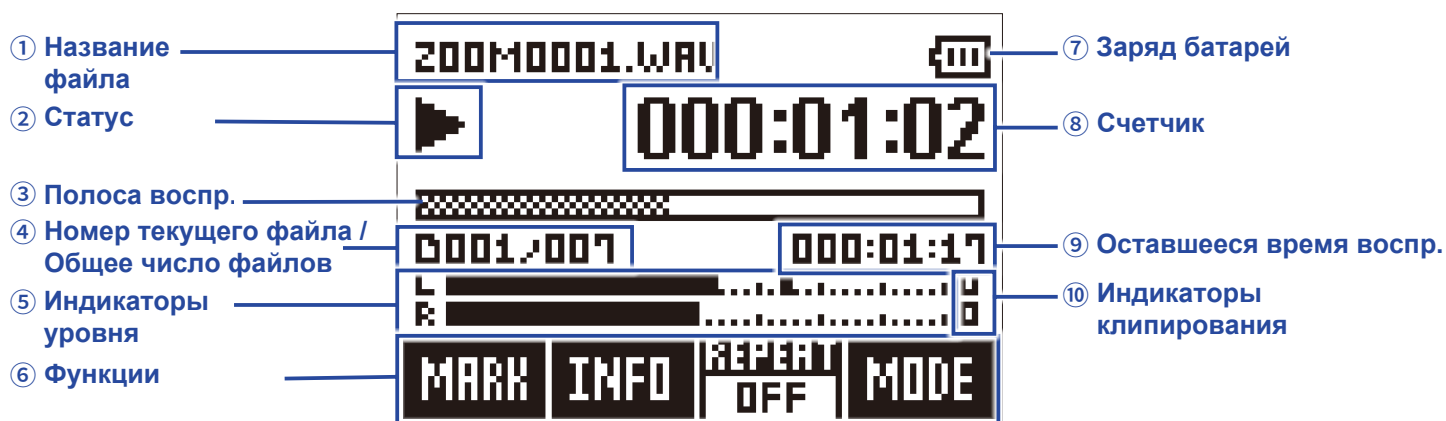 ① Название
файла
② Статус
③ Полоса воспр.
④ Номер текущего файла /
Общее число файлов
⑤ Индикаторы
уровня
⑥ Функции
ZOOM0001.WAV
000:01:02
001/007
000:01:17
L
R
MARK INFO REPEAT MODE
OFF
⑦ Заряд батарей
⑧ Счетчик
⑨ Оставшееся время воспр.
⑩ Индикаторы
клипирования